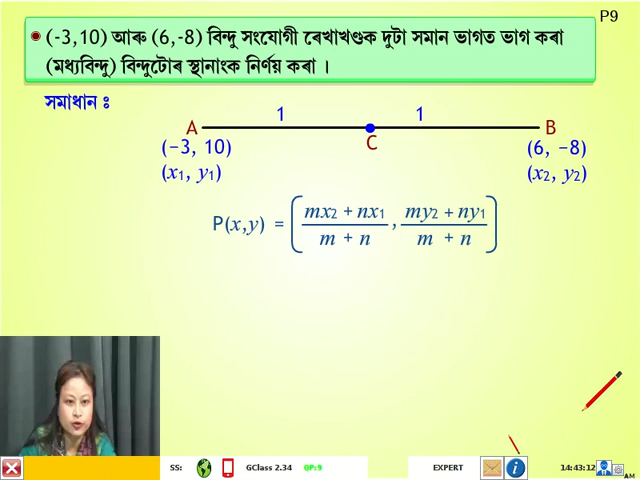 P9
(-3,10) আৰু (6,-8) বিন্দু সংযোগী ৰেখাখণ্ডক দুটা সমান ভাগত ভাগ কৰা
(মধ্যবিন্দু) বিন্দুটোৰ স্থানাংক নিৰ্ণয় কৰা ।
সমাধান ঃ
1 1
A C B
(−3, 10) (6, −8)
(x₁, y₁) (x₂, y₂)
P(x,y) = [ (mx₂ + nx₁)/(m + n) , (my₂ + ny₁)/(m + n) ]
SS: GClass 2.34 OP:9 EXPERT 14:43:12 AM